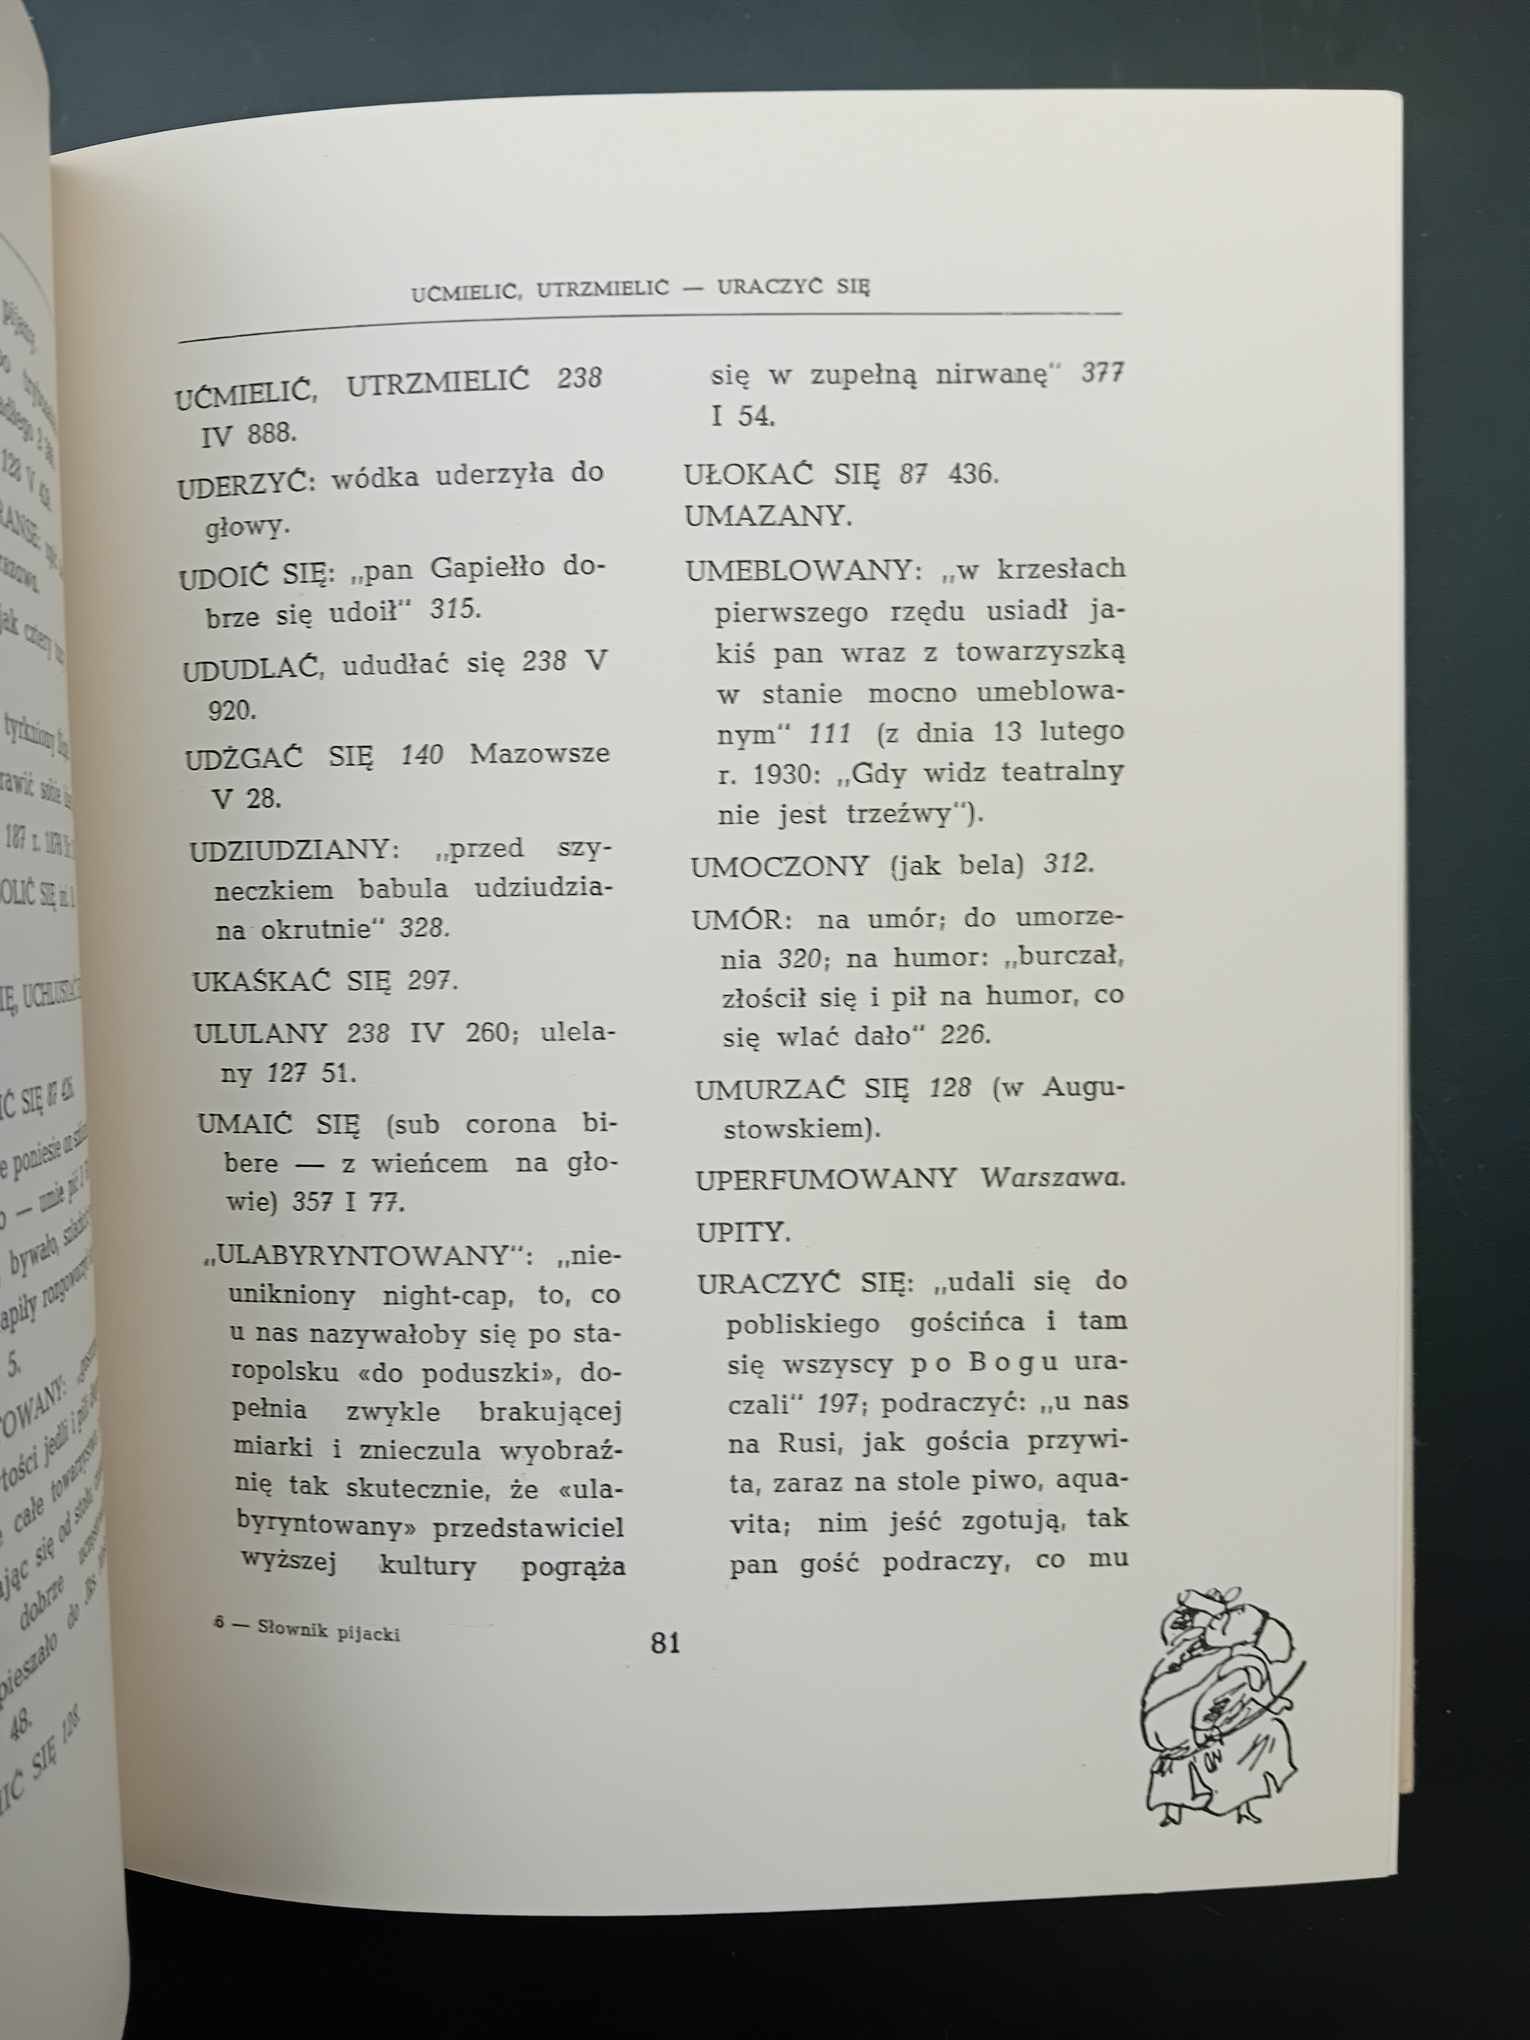 UĆMIELIĆ, UTRZMIELIĆ — URACZYĆ SIĘ
UĆMIELIĆ, UTRZMIELIĆ 238
IV 888.
UDERZYĆ: wódka uderzyła do
głowy.
UDOIĆ SIĘ: „pan Gapiełło do-
brze się udoił“ 315.
UDUDLAĆ, ududłać się 238 V
920.
UDŻGAĆ SIĘ 140 Mazowsze
V 28.
UDZIUDZIANY: „przed szy-
neczkiem babula udziudzia-
na okrutnie“ 328.
UKAŚKAĆ SIĘ 297.
ULULANY 238 IV 260; ulela-
ny 127 51.
UMAIĆ SIĘ (sub corona bi-
bere — z wieńcem na gło-
wie) 357 I 77.
„ULABYRYNTOWANY“: „nie-
unikniony night-cap, to, co
u nas nazywałoby się po sta-
ropolsku «do poduszki», do-
pełnia zwykle brakującej
miarki i znieczula wyobraź-
nię tak skutecznie, że «ula-
byryntowany» przedstawiciel
wyższej kultury pogrąża
się w zupełną nirwanę“ 377
I 54.
UŁOKAĆ SIĘ 87 436.
UMAZANY.
UMEBLOWANY: „w krzesłach
pierwszego rzędu usiadł ja-
kiś pan wraz z towarzyszką
w stanie mocno umeblowa-
nym“ 111 (z dnia 13 lutego
r. 1930: „Gdy widz teatralny
nie jest trzeźwy“).
UMOCZONY (jak bela) 312.
UMÓR: na umór; do umorze-
nia 320; na humor: „burczał,
złościł się i pił na humor, co
się wlać dało“ 226.
UMURZAĆ SIĘ 128 (w Augu-
stowskiem).
UPERFUMOWANY Warszawa.
UPITY.
URACZYĆ SIĘ: „udali się do
pobliskiego gościńca i tam
się wszyscy po Bogu ura-
czali“ 197; podraczyć: „u nas
na Rusi, jak gościa przywi-
ta, zaraz na stole piwo, aqua-
vita; nim jeść zgotują, tak
pan gość podraczy, co mu
6 — Słownik pijacki
81